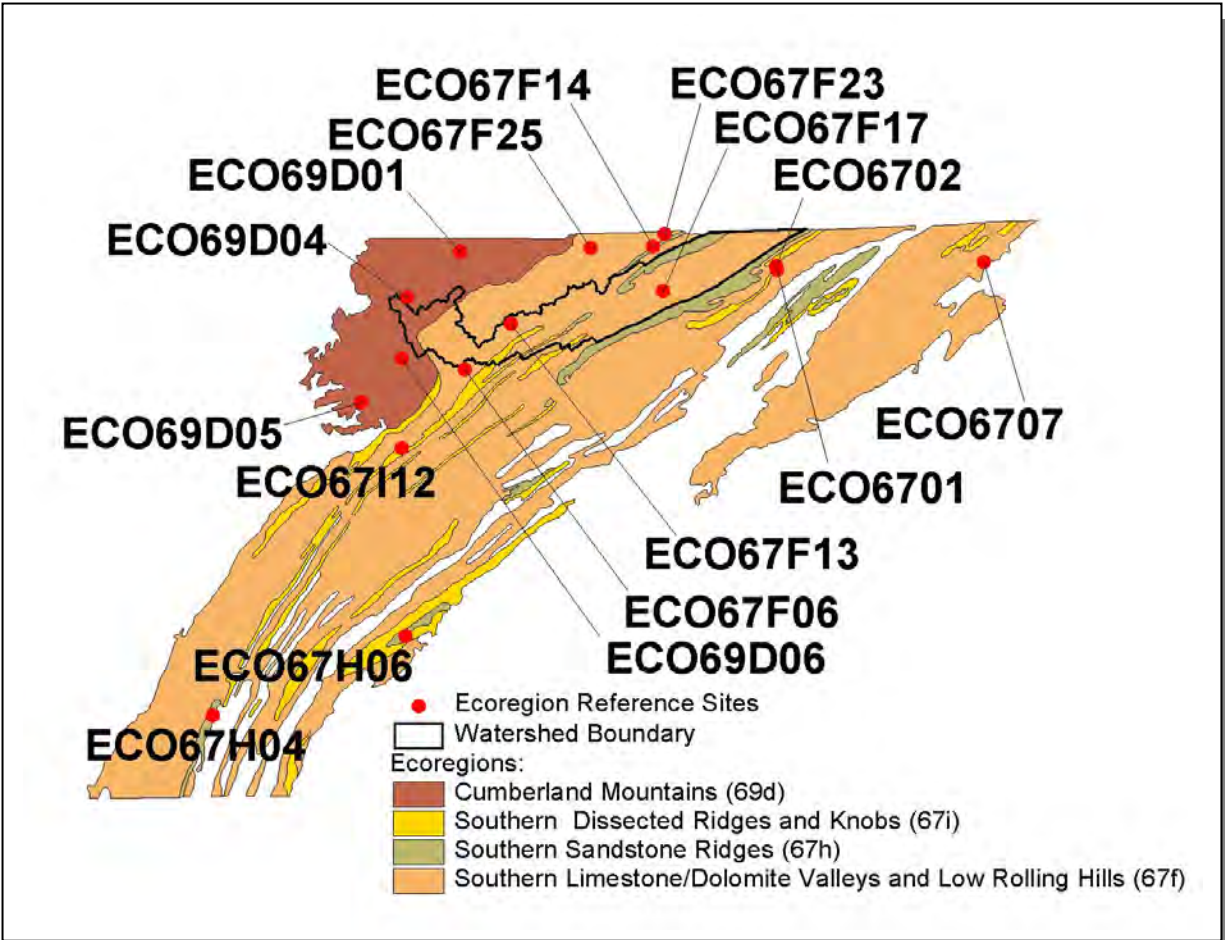 ECO67F14
ECO67F23
ECO67F25
ECO67F17
ECO69D01
ECO6702
ECO69D04
ECO69D05
ECO6707
ECO67I12
ECO6701
ECO67F13
ECO67F06
ECO67H06
ECO69D06
ECO67H04
Ecoregion Reference Sites
Watershed Boundary
Ecoregions:
Cumberland Mountains (69d)
Southern Dissected Ridges and Knobs (67i)
Southern Sandstone Ridges (67h)
Southern Limestone/Dolomite Valleys and Low Rolling Hills (67f)